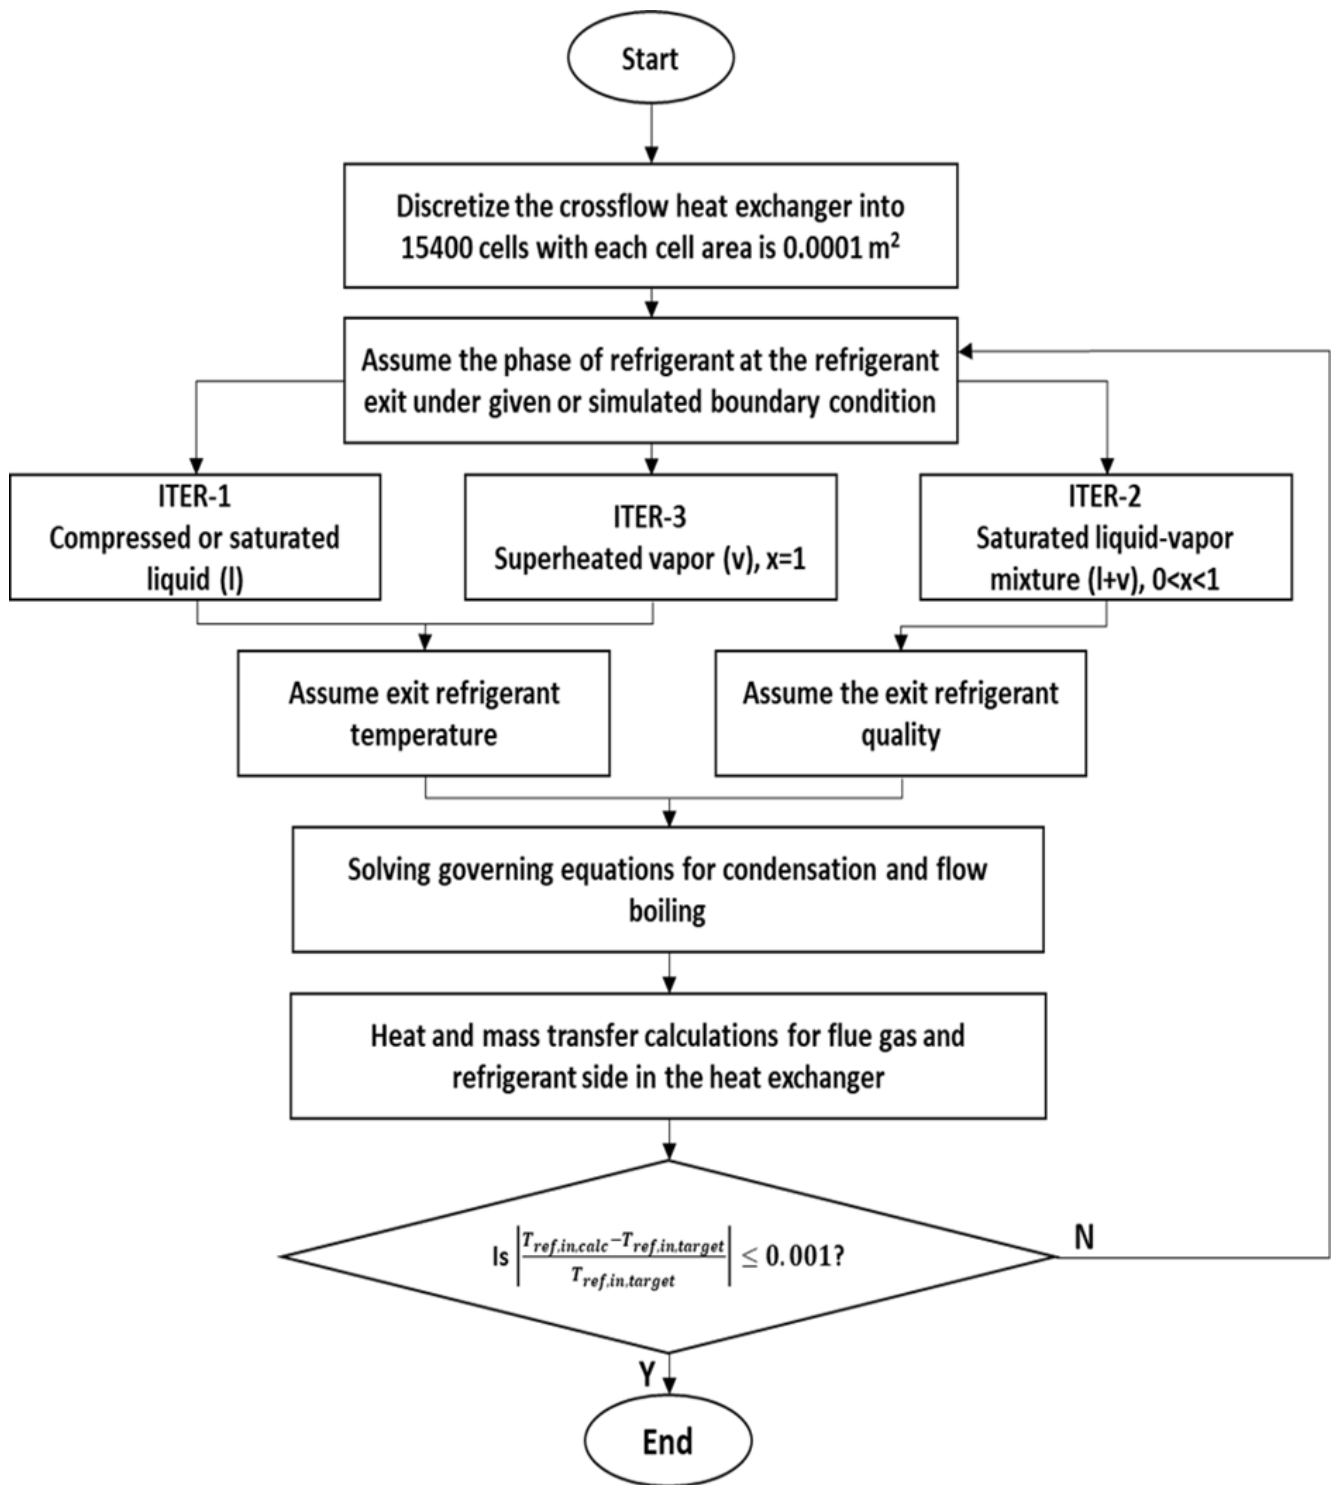 Start
Discretize the crossflow heat exchanger into
15400 cells with each cell area is 0.0001 m²
Assume the phase of refrigerant at the refrigerant
exit under given or simulated boundary condition
ITER-1
Compressed or saturated
liquid (l)
ITER-3
Superheated vapor (v), x=1
ITER-2
Saturated liquid-vapor
mixture (l+v), 0<x<1
Assume exit refrigerant
temperature
Assume the exit refrigerant
quality
Solving governing equations for condensation and flow
boiling
Heat and mass transfer calculations for flue gas and
refrigerant side in the heat exchanger
Is |(T_ref,in,calc − T_ref,in,target) / T_ref,in,target| ≤ 0.001?
N
Y
End